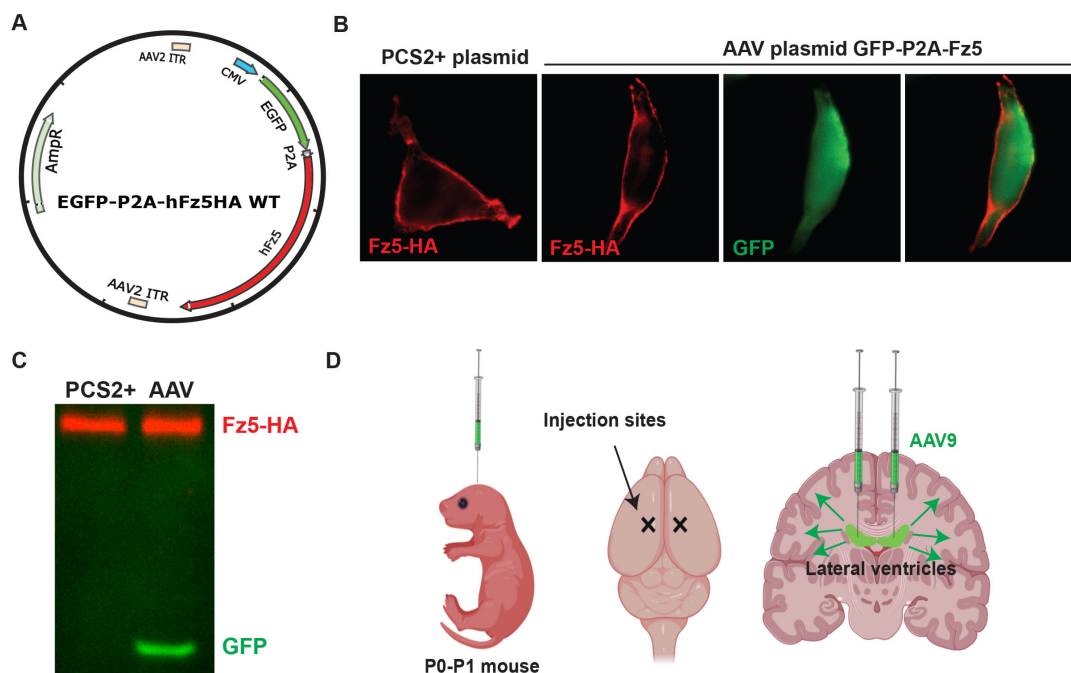 A
AAV2 ITR
CMV
EGFP
P2A
AmpR
EGFP-P2A-hFz5HA WT
hFz5
AAV2 ITR
B
PCS2+ plasmid
AAV plasmid GFP-P2A-Fz5
Fz5-HA
Fz5-HA
GFP
C
PCS2+ AAV
Fz5-HA
GFP
D
Injection sites
AAV9
Lateral ventricles
P0-P1 mouse